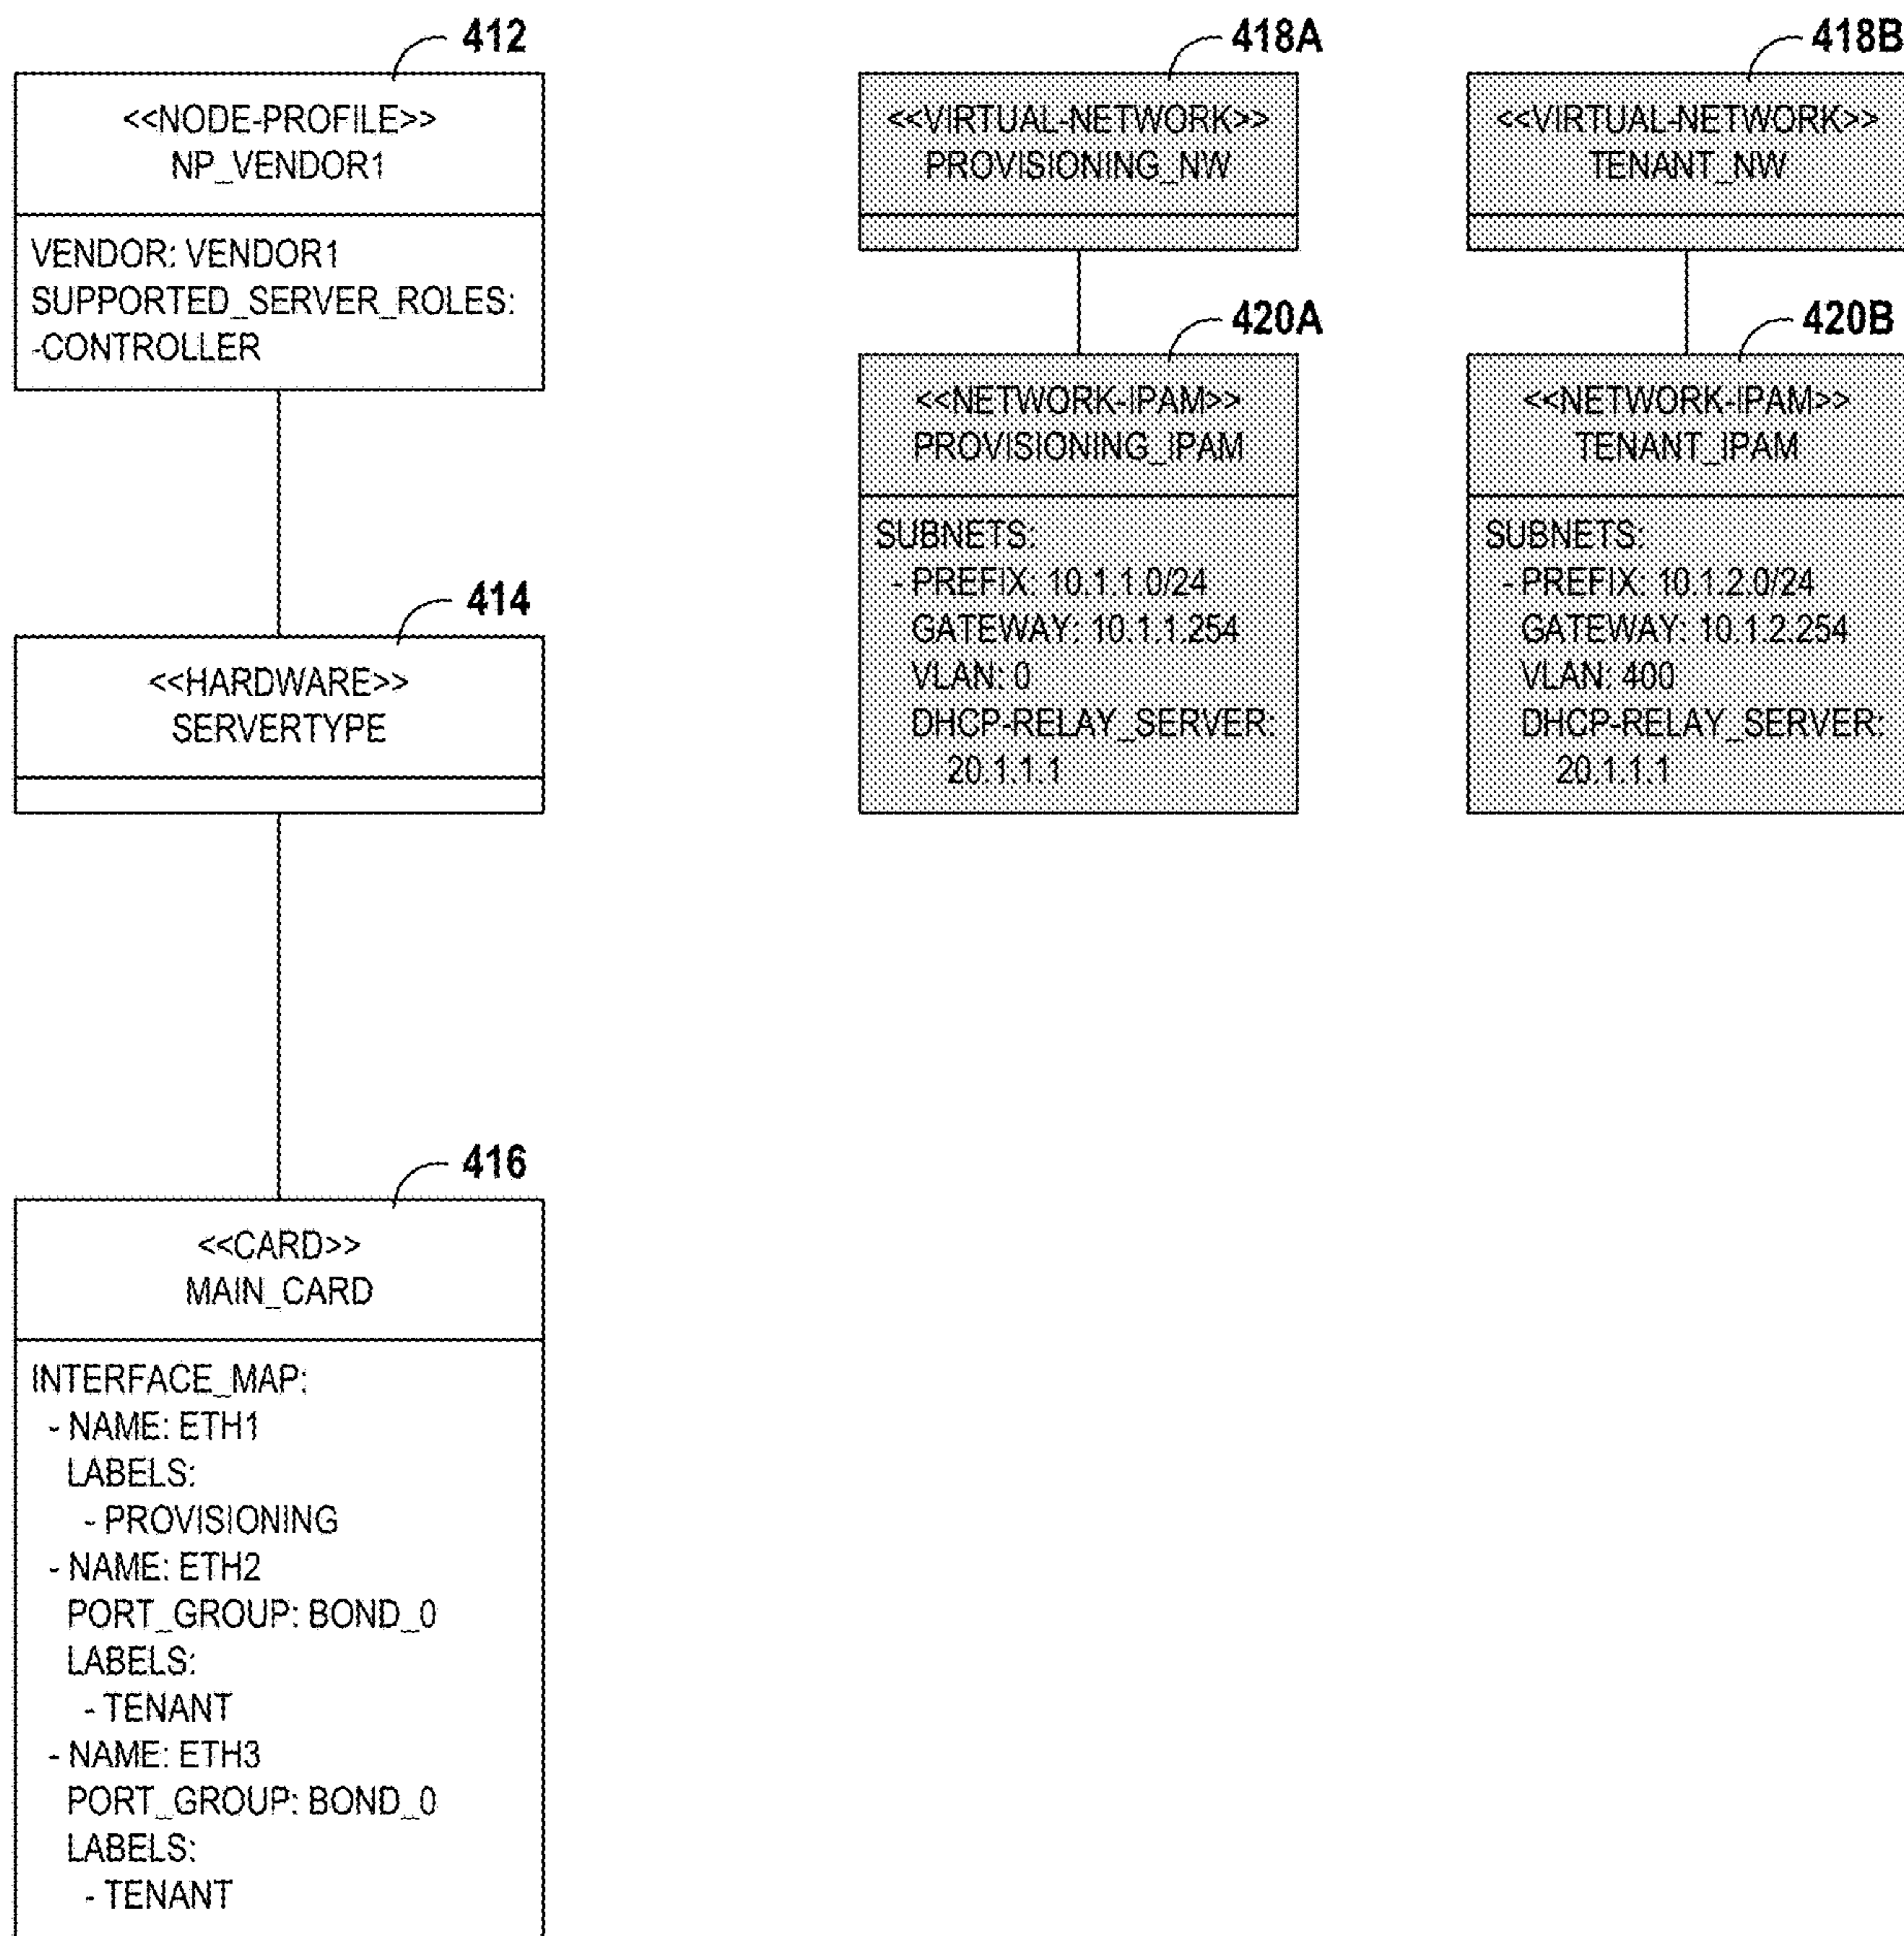 412
<<NODE-PROFILE>>
NP_VENDOR1
VENDOR: VENDOR1
SUPPORTED_SERVER_ROLES:
-CONTROLLER
414
<<HARDWARE>>
SERVERTYPE
416
<<CARD>>
MAIN_CARD
INTERFACE_MAP:
- NAME: ETH1
LABELS:
- PROVISIONING
- NAME: ETH2
PORT_GROUP: BOND_0
LABELS:
- TENANT
- NAME: ETH3
PORT_GROUP: BOND_0
LABELS:
- TENANT
418A
<<VIRTUAL-NETWORK>>
PROVISIONING_NW
420A
<<NETWORK-IPAM>>
PROVISIONING_IPAM
SUBNETS:
- PREFIX: 10.1.1.0/24
GATEWAY: 10.1.1.254
VLAN: 0
DHCP-RELAY_SERVER:
20.1.1.1
418B
<<VIRTUAL-NETWORK>>
TENANT_NW
420B
<<NETWORK-IPAM>>
TENANT_IPAM
SUBNETS:
- PREFIX: 10.1.2.0/24
GATEWAY: 10.1.2.254
VLAN: 400
DHCP-RELAY_SERVER:
20.1.1.1